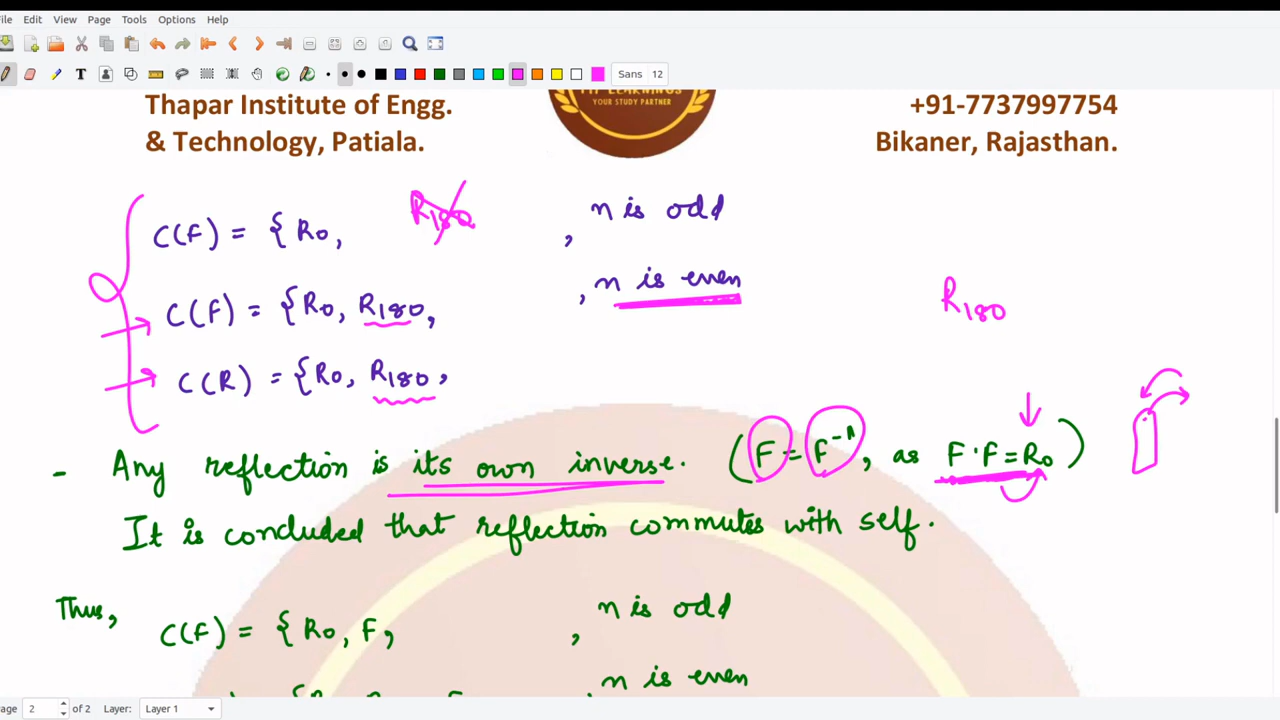 File Edit View Page Tools Options Help
Sans 12
Thapar Institute of Engg.
& Technology, Patiala.
YOUR STUDY PARTNER
+91-7737997754
Bikaner, Rajasthan.
C(F) = {R0, R180 , n is odd
C(F) = {R0, R180, , n is even
R180
C(R) = {R0, R180,
- Any reflection is its own inverse. (F = F⁻¹, as F·F = R0)
It is concluded that reflection commutes with self.
Thus,
C(F) = {R0, F, , n is odd
n is even
Page 2 of 2 Layer: Layer 1